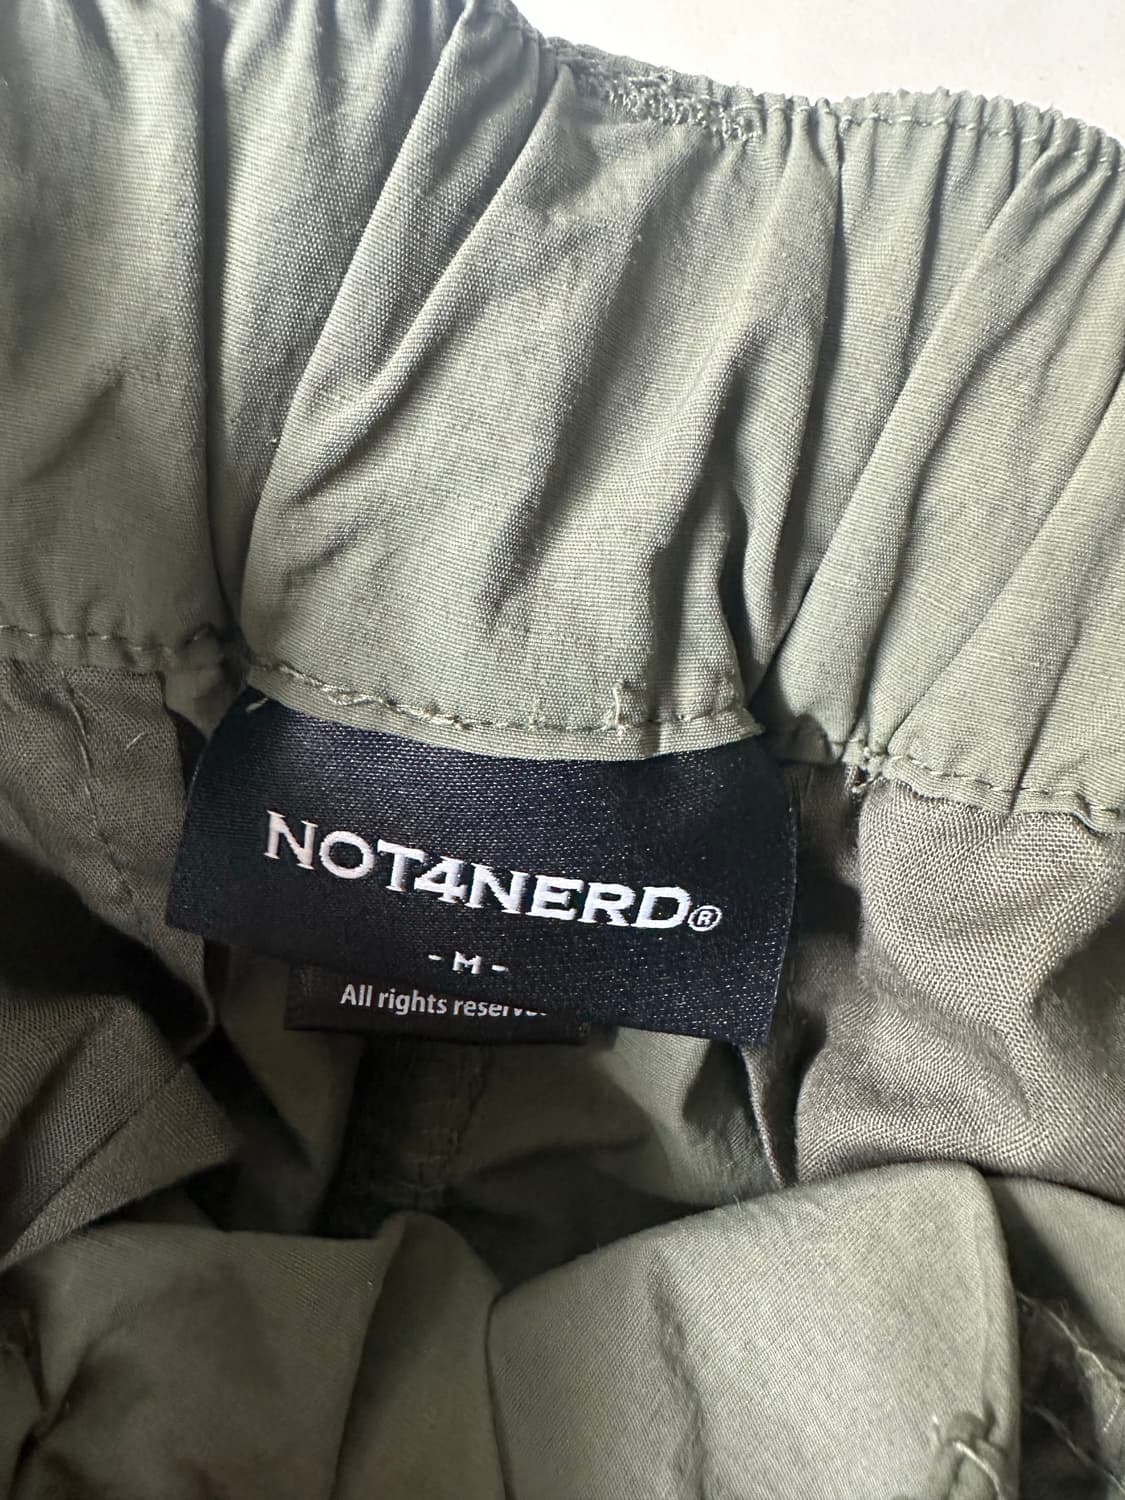 NOT4NERD®
- M -
All rights